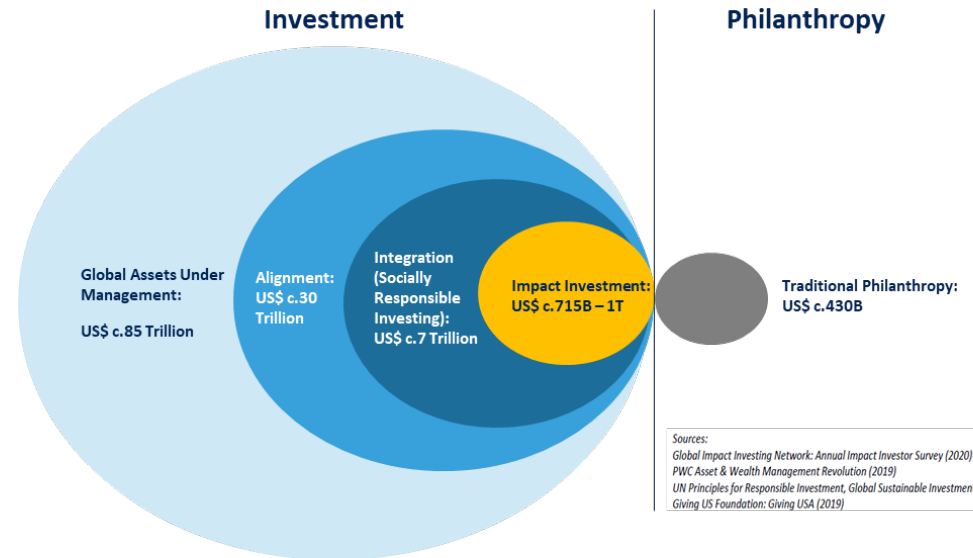 Investment
Philanthropy
Global Assets Under
Management:
US$ c.85 Trillion
Alignment:
US$ c.30
Trillion
Integration
(Socially
Responsible
Investing):
US$ c.7 Trillion
Impact Investment:
US$ c.715B – 1T
Traditional Philanthropy:
US$ c.430B
Sources:
Global Impact Investing Network: Annual Impact Investor Survey (2020)
PWC Asset & Wealth Management Revolution (2019)
UN Principles for Responsible Investment, Global Sustainable Investment
Giving US Foundation: Giving USA (2019)